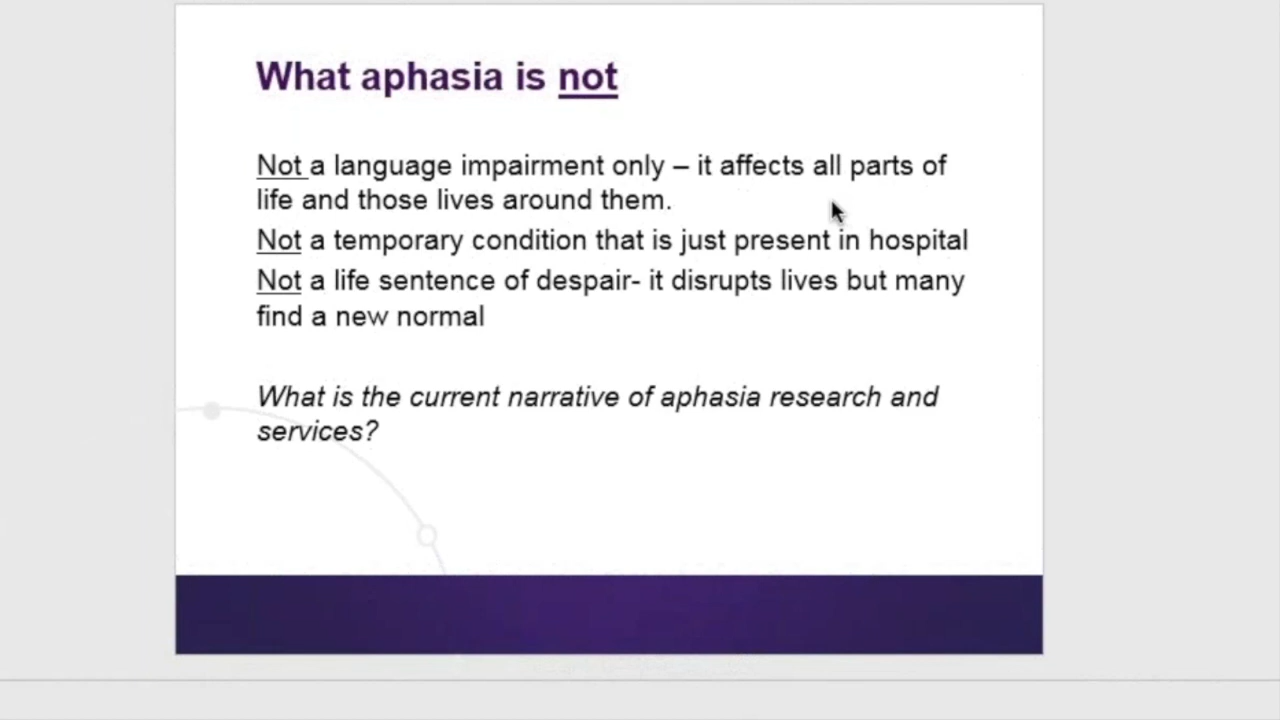 What aphasia is not
Not a language impairment only – it affects all parts of
life and those lives around them.
Not a temporary condition that is just present in hospital
Not a life sentence of despair- it disrupts lives but many
find a new normal
What is the current narrative of aphasia research and
services?